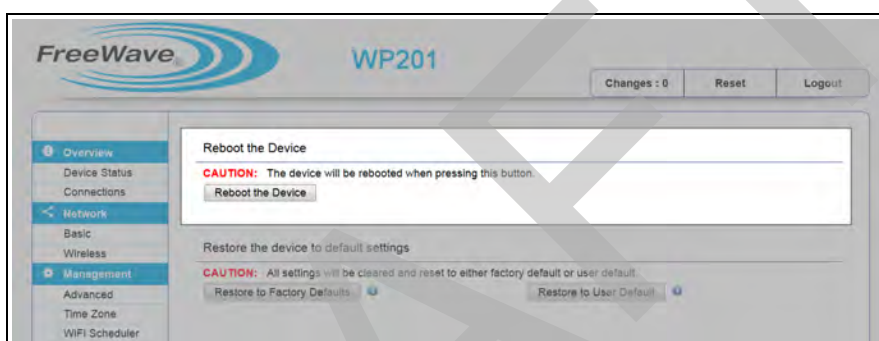 FreeWave
WP201
Changes : 0 Reset Logout
Overview
Device Status
Connections
Network
Basic
Wireless
Management
Advanced
Time Zone
WiFi Scheduler
Reboot the Device
CAUTION: The device will be rebooted when pressing this button.
Reboot the Device
Restore the device to default settings
CAUTION: All settings will be cleared and reset to either factory default or user default.
Restore to Factory Defaults Restore to User Default